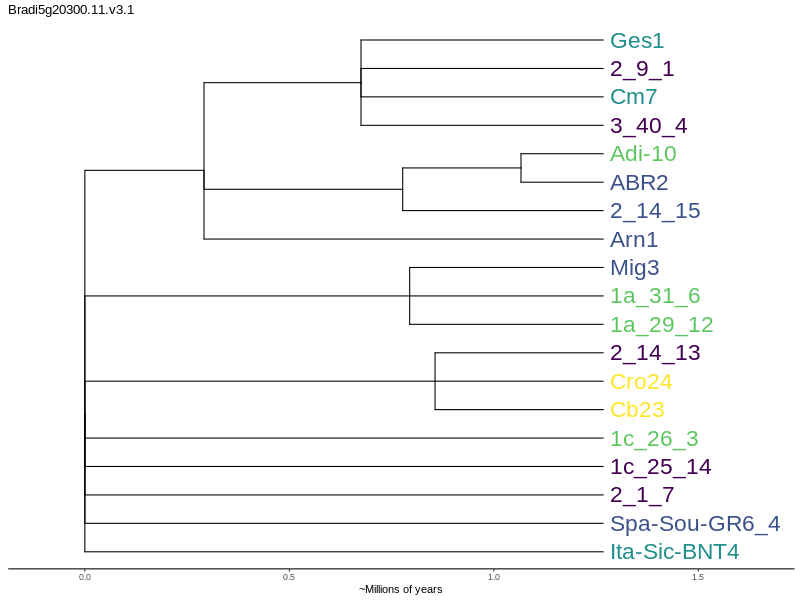 Bradi5g20300.11.v3.1
Ges1
2_9_1
Cm7
3_40_4
Adi-10
ABR2
2_14_15
Arn1
Mig3
1a_31_6
1a_29_12
2_14_13
Cro24
Cb23
1c_26_3
1c_25_14
2_1_7
Spa-Sou-GR6_4
Ita-Sic-BNT4
0.0 0.5 1.0 1.5
~Millions of years